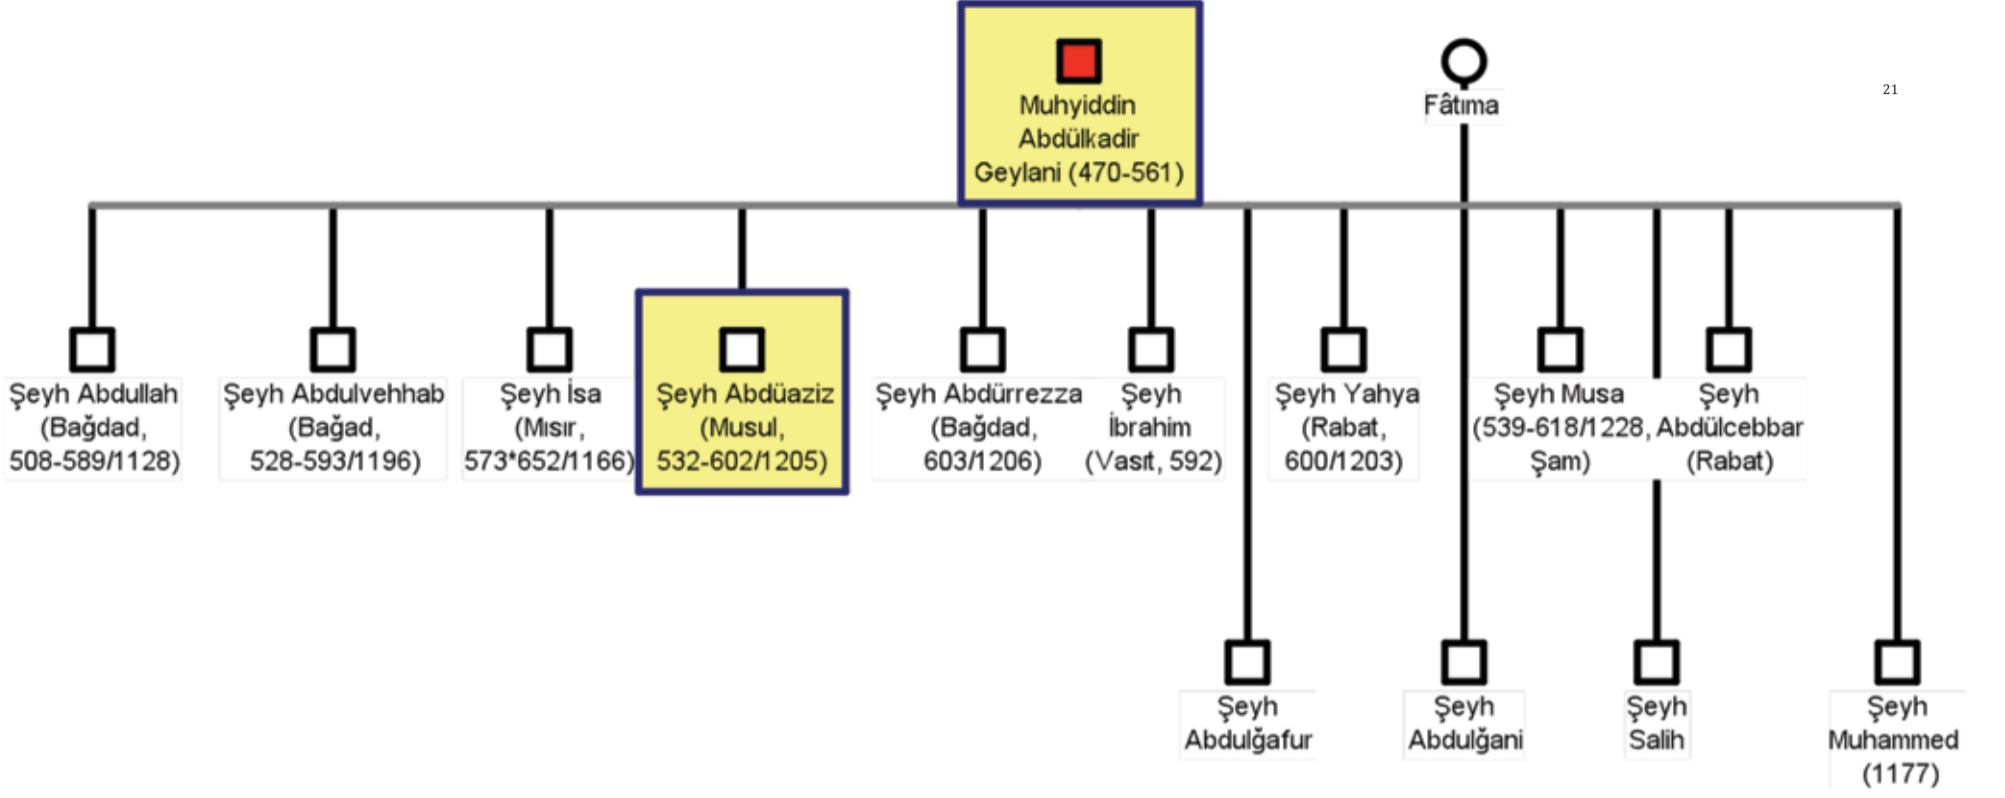 Muhyiddin
Abdülkadir
Geylani (470-561)
Fâtıma
21
Şeyh Abdullah
(Bağdad,
508-589/1128)
Şeyh Abdulvehhab
(Bağad,
528-593/1196)
Şeyh İsa
(Mısır,
573*652/1166)
Şeyh Abdüaziz
(Musul,
532-602/1205)
Şeyh Abdürrezza
(Bağdad,
603/1206)
Şeyh
İbrahim
(Vasıt, 592)
Şeyh Yahya
(Rabat,
600/1203)
Şeyh Musa
(539-618/1228,
Şam)
Şeyh
Abdülcebbar
(Rabat)
Şeyh
Abdulğafur
Şeyh
Abdulğani
Şeyh
Salih
Şeyh
Muhammed
(1177)